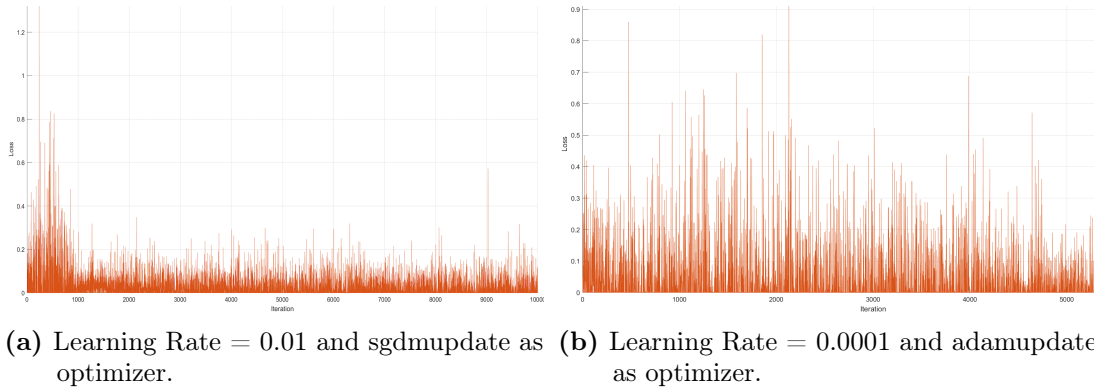 1.2
1
0.8
0.6
0.4
0.2
0
Loss
0 1000 2000 3000 4000 5000 6000 7000 8000 9000 10000
Iteration
0.9
0.8
0.7
0.6
0.5
0.4
0.3
0.2
0.1
0
Loss
0 1000 2000 3000 4000 5000
Iteration
(a) Learning Rate = 0.01 and sgdmupdate as
optimizer.
(b) Learning Rate = 0.0001 and adamupdate
as optimizer.